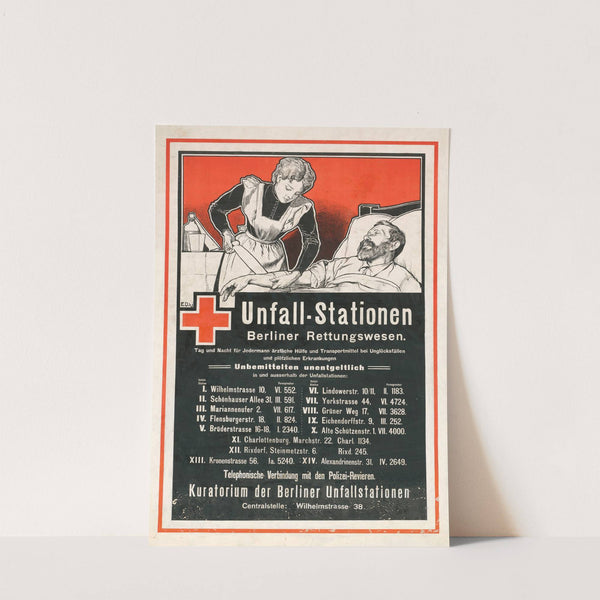 EDL
Unfall-Stationen
Berliner Rettungswesen.
Tag und Nacht für Jedermann ärztliche Hülfe und Transportmittel bei Unglücksfällen
und plötzlichen Erkrankungen
Unbemittelten unentgeltlich
in und ausserhalb der Unfallstationen:
I. Wilhelmstrasse 10. VI. 552.
II. Schönhauser Allee 31. III. 591.
III. Mariannenufer 2. VII. 617.
IV. Flensburgerstr. 18. II. 824.
V. Brüderstrasse 16-18. I. 2340.
VI. Lindowerstr. 10/11. II. 1183.
VII. Yorkstrasse 44. VI. 4724.
VIII. Grüner Weg 17. VII. 3628.
IX. Eichendorffstr. 9. III. 252.
X. Alte Schützenstr. 1. VII. 4000.
XI. Charlottenburg. Marchstr. 22. Charl. 1134.
XII. Rixdorf. Steinmetzstr. 6. Rixd. 245.
XIII. Kronenstrasse 56. Ia. 5240. XIV. Alexandrinenstr. 31. IV. 2649.
Telephonische Verbindung mit den Polizei-Revieren.
Kuratorium der Berliner Unfallstationen
Centralstelle: Wilhelmstrasse 38.